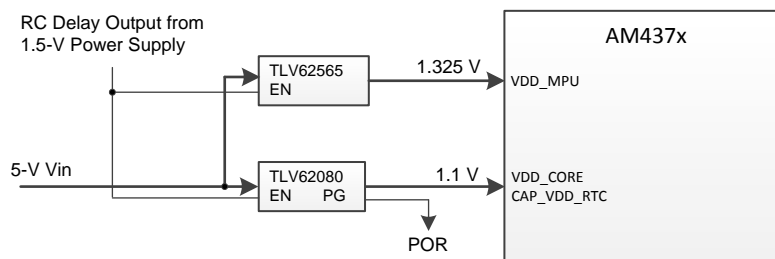 RC Delay Output from
1.5-V Power Supply
AM437x
TLV62565
EN
1.325 V
VDD_MPU
5-V Vin
TLV62080
EN PG
1.1 V
VDD_CORE
CAP_VDD_RTC
POR